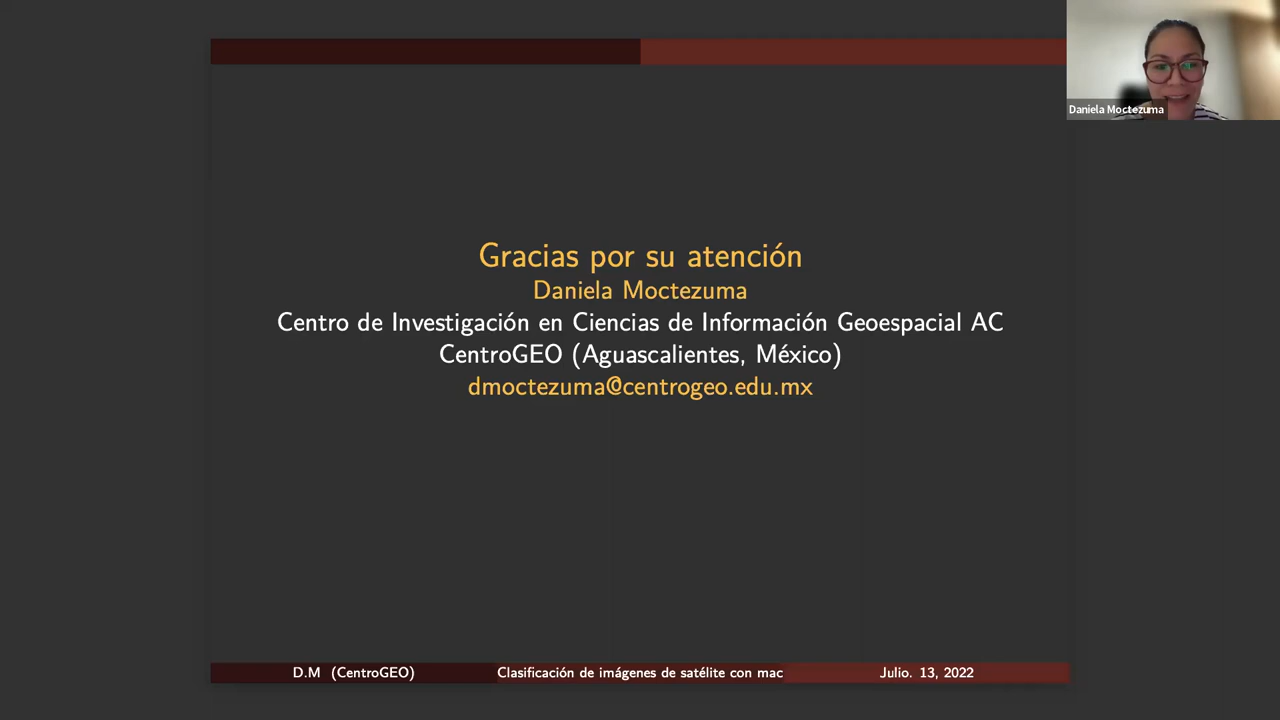 Daniela Moctezuma
Gracias por su atención
Daniela Moctezuma
Centro de Investigación en Ciencias de Información Geoespacial AC
CentroGEO (Aguascalientes, México)
dmoctezuma@centrogeo.edu.mx
D.M (CentroGEO) Clasificación de imágenes de satélite con mac Julio. 13, 2022